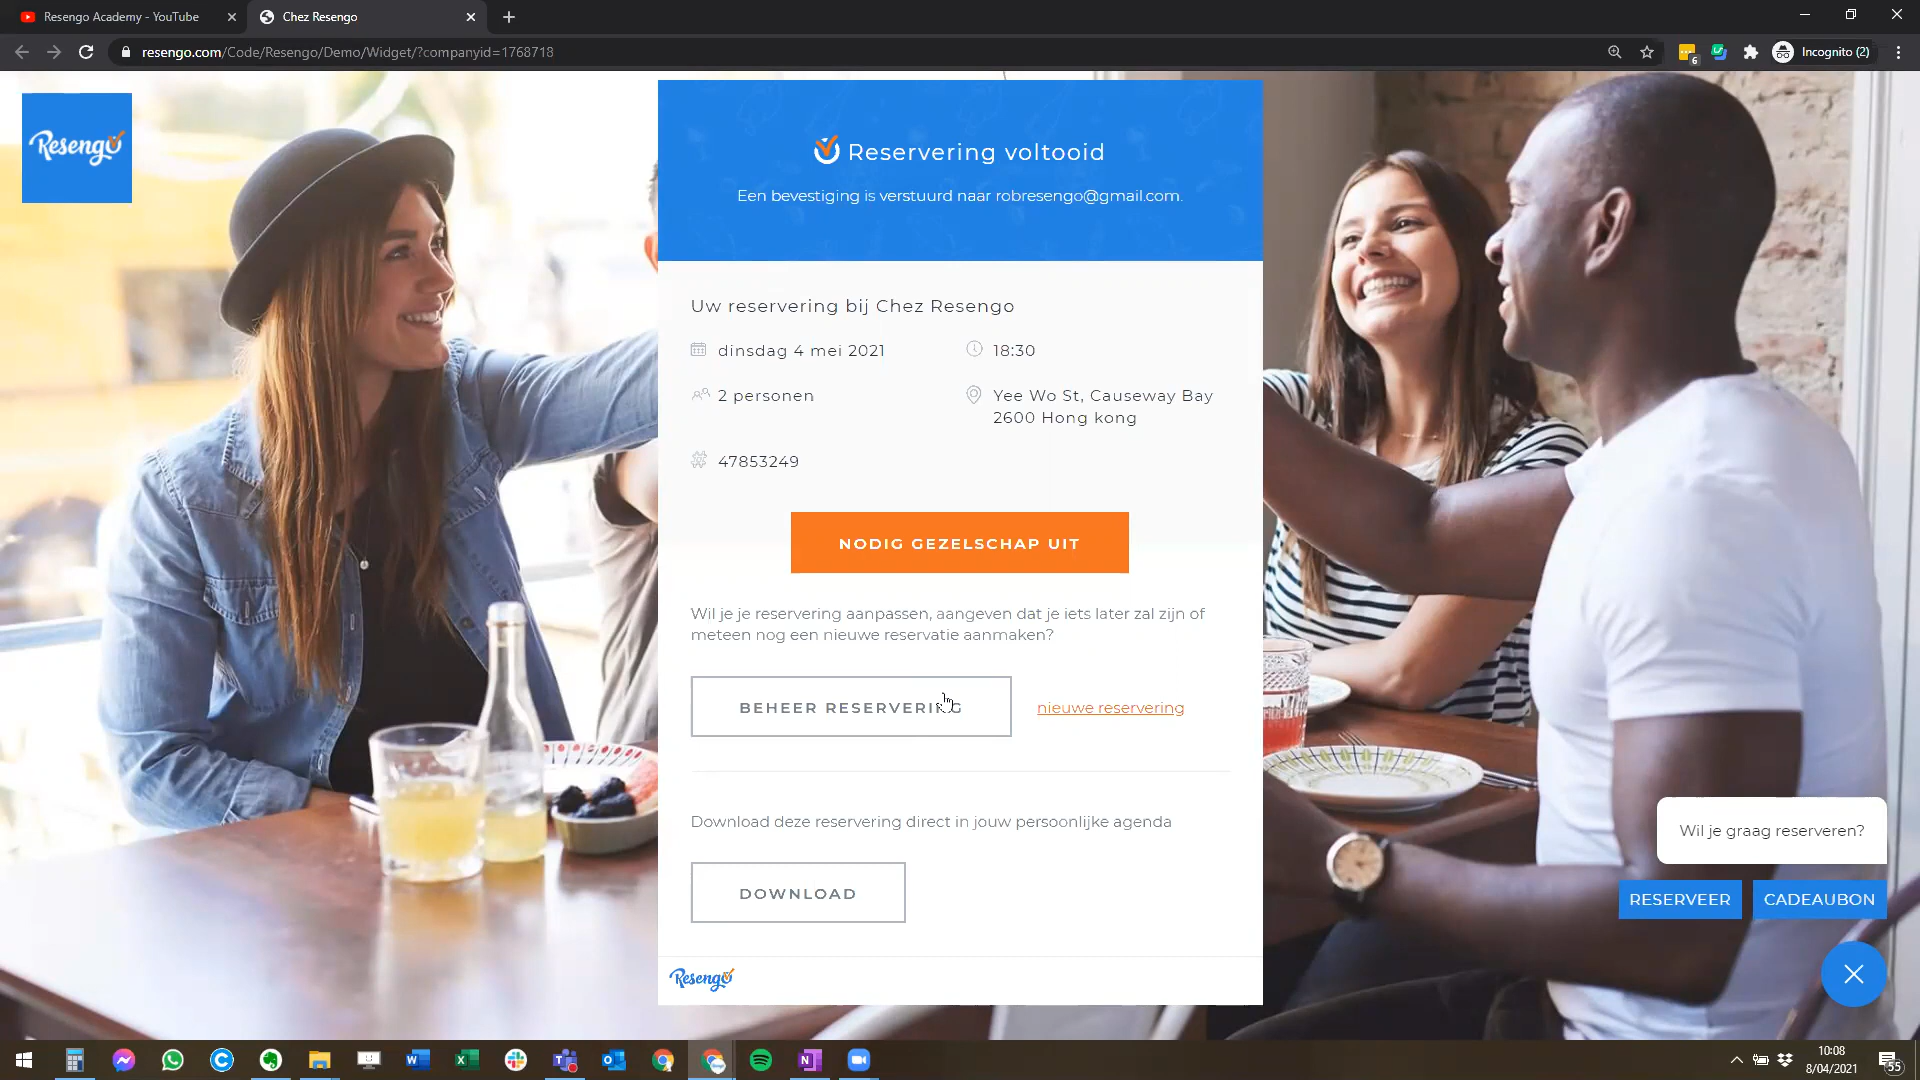 Resengo Academy - YouTube
Chez Resengo
resengo.com/Code/Resengo/Demo/Widget/?companyid=1768718
6
Incognito (2)
Resengo
Reservering voltooid
Een bevestiging is verstuurd naar robresengo@gmail.com.
Uw reservering bij Chez Resengo
dinsdag 4 mei 2021
18:30
2 personen
Yee Wo St, Causeway Bay
2600 Hong kong
47853249
NODIG GEZELSCHAP UIT
Wil je je reservering aanpassen, aangeven dat je iets later zal zijn of
meteen nog een nieuwe reservatie aanmaken?
BEHEER RESERVERING
nieuwe reservering
Download deze reservering direct in jouw persoonlijke agenda
DOWNLOAD
Resengo
Wil je graag reserveren?
RESERVEER
CADEAUBON
10:08
8/04/2021
55